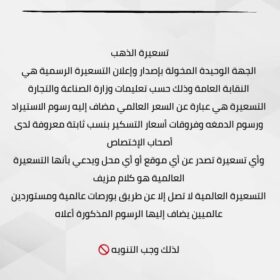 تسعيرة الذهب
الجهة الوحيدة المخولة بإصدار وإعلان التسعيرة الرسمية هي
النقابة العامة وذلك حسب تعليمات وزارة الصناعة والتجارة
التسعيرة هي عبارة عن السعر العالمي مضاف إليه رسوم الاستيراد
ورسوم الدمغه وفروقات أسعار التسكير بنسب ثابتة معروفة لدى
أصحاب الإختصاص
وأي تسعيرة تصدر عن أي موقع أو أي محل ويدعي بأنها التسعيرة
العالمية هو كلام مزيف
التسعيرة العالمية لا تصل إلا عن طريق بورصات عالمية ومستوردين
عالميين يضاف إليها الرسوم المذكورة أعلاه
لذلك وجب التنويه 🚫